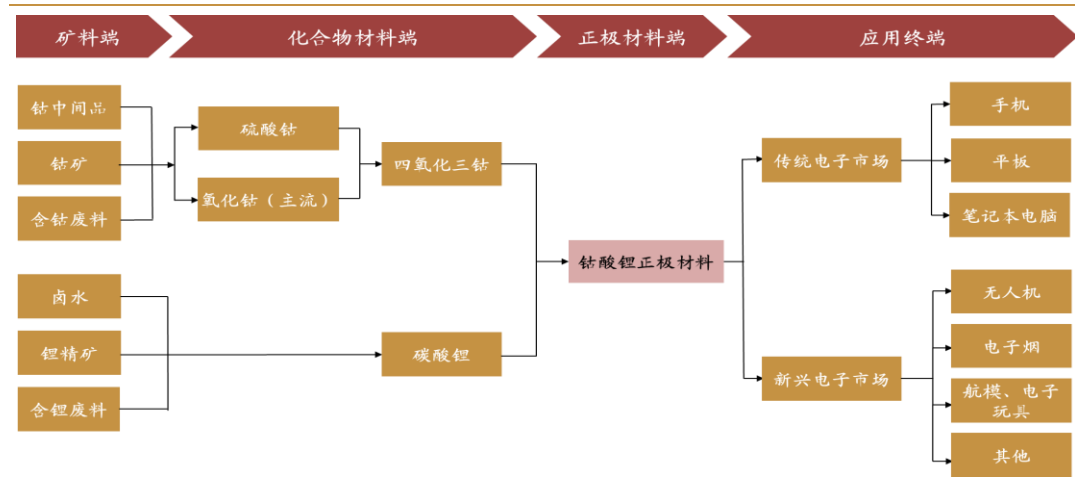 矿料端
化合物材料端
正极材料端
应用终端
钴中间品
钴矿
含钴废料
硫酸钴
氧化钴（主流）
四氧化三钴
卤水
锂精矿
含锂废料
碳酸锂
钴酸锂正极材料
传统电子市场
手机
平板
笔记本电脑
新兴电子市场
无人机
电子烟
航模、电子
玩具
其他